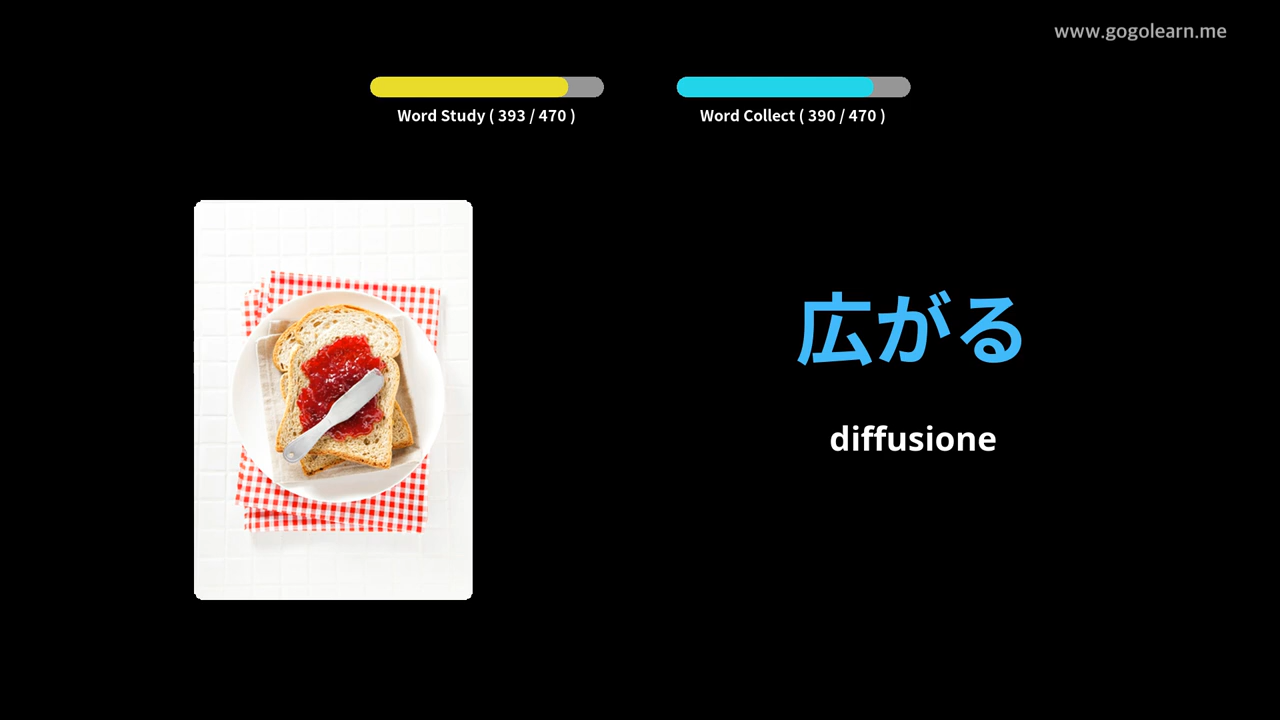 www.gogolearn.me
Word Study ( 393 / 470 )
Word Collect ( 390 / 470 )
広がる
diffusione